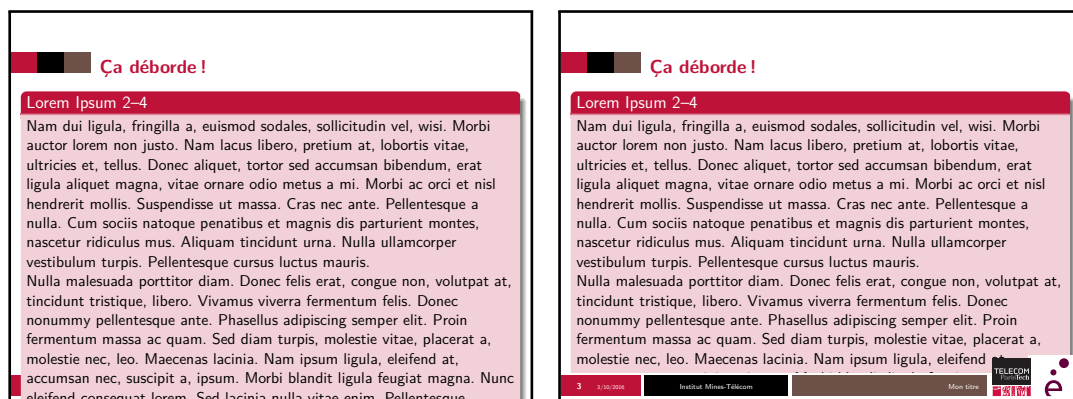 Ça déborde !
Lorem Ipsum 2–4
Nam dui ligula, fringilla a, euismod sodales, sollicitudin vel, wisi. Morbi
auctor lorem non justo. Nam lacus libero, pretium at, lobortis vitae,
ultricies et, tellus. Donec aliquet, tortor sed accumsan bibendum, erat
ligula aliquet magna, vitae ornare odio metus a mi. Morbi ac orci et nisl
hendrerit mollis. Suspendisse ut massa. Cras nec ante. Pellentesque a
nulla. Cum sociis natoque penatibus et magnis dis parturient montes,
nascetur ridiculus mus. Aliquam tincidunt urna. Nulla ullamcorper
vestibulum turpis. Pellentesque cursus luctus mauris.
Nulla malesuada porttitor diam. Donec felis erat, congue non, volutpat at,
tincidunt tristique, libero. Vivamus viverra fermentum felis. Donec
nonummy pellentesque ante. Phasellus adipiscing semper elit. Proin
fermentum massa ac quam. Sed diam turpis, molestie vitae, placerat a,
molestie nec, leo. Maecenas lacinia. Nam ipsum ligula, eleifend at,
accumsan nec, suscipit a, ipsum. Morbi blandit ligula feugiat magna. Nunc
eleifend consequat lorem. Sed lacinia nulla vitae enim. Pellentesque
Ça déborde !
Lorem Ipsum 2–4
Nam dui ligula, fringilla a, euismod sodales, sollicitudin vel, wisi. Morbi
auctor lorem non justo. Nam lacus libero, pretium at, lobortis vitae,
ultricies et, tellus. Donec aliquet, tortor sed accumsan bibendum, erat
ligula aliquet magna, vitae ornare odio metus a mi. Morbi ac orci et nisl
hendrerit mollis. Suspendisse ut massa. Cras nec ante. Pellentesque a
nulla. Cum sociis natoque penatibus et magnis dis parturient montes,
nascetur ridiculus mus. Aliquam tincidunt urna. Nulla ullamcorper
vestibulum turpis. Pellentesque cursus luctus mauris.
Nulla malesuada porttitor diam. Donec felis erat, congue non, volutpat at,
tincidunt tristique, libero. Vivamus viverra fermentum felis. Donec
nonummy pellentesque ante. Phasellus adipiscing semper elit. Proin
fermentum massa ac quam. Sed diam turpis, molestie vitae, placerat a,
molestie nec, leo. Maecenas lacinia. Nam ipsum ligula, eleifend
3 3/10/2016 Institut Mines-Télécom Mon titre
TELECOM
ParisTech